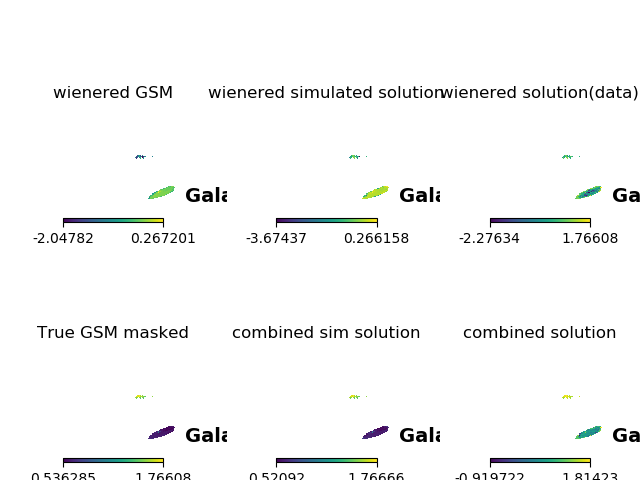 wienered GSM wienered simulated solution wienered solution(data)
Gala Gala Ga
-2.04782 0.267201 -3.67437 0.266158 -2.27634 1.76608
True GSM masked combined sim solution combined solution
Gala Gala Ga
0.536285 1.76608 0.52092 1.76666 -0.919722 1.81423